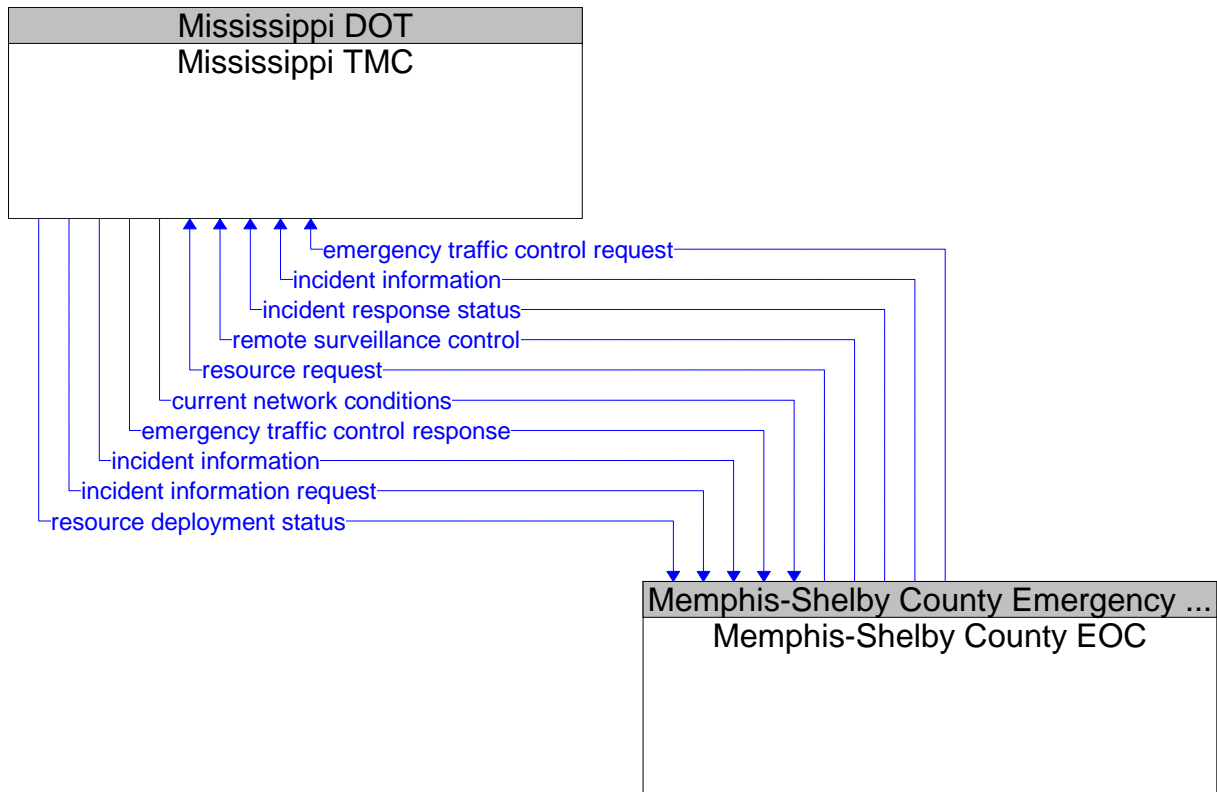 Mississippi DOT
Mississippi TMC
emergency traffic control request
incident information
incident response status
remote surveillance control
resource request
current network conditions
emergency traffic control response
incident information
incident information request
resource deployment status
Memphis-Shelby County Emergency ...
Memphis-Shelby County EOC